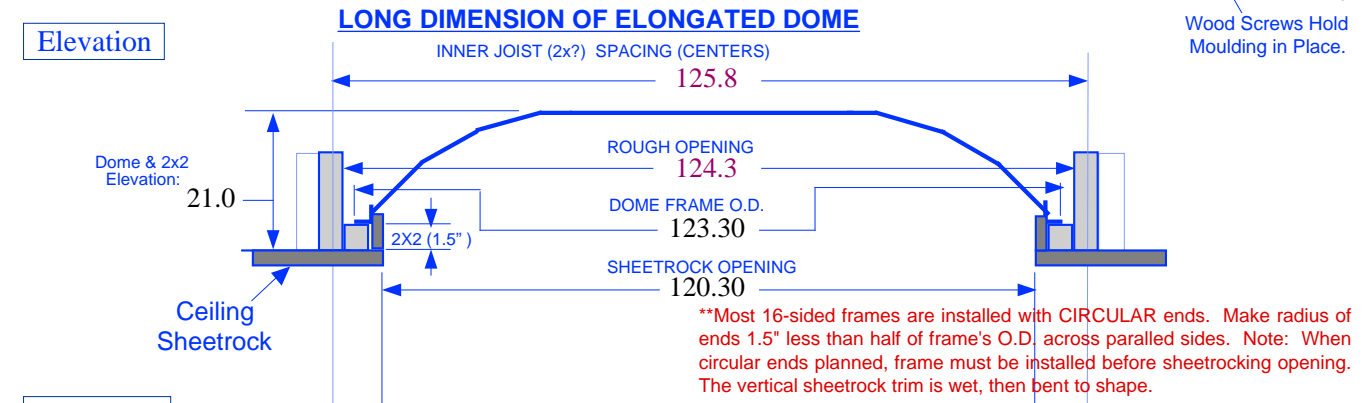 LONG DIMENSION OF ELONGATED DOME
Elevation
Wood Screws Hold
Moulding in Place.
INNER JOIST (2x?) SPACING (CENTERS)
125.8
ROUGH OPENING
124.3
Dome & 2x2
Elevation:
21.0
DOME FRAME O.D.
123.30
2X2 (1.5" )
SHEETROCK OPENING
120.30
Ceiling
Sheetrock
**Most 16-sided frames are installed with CIRCULAR ends. Make radius of
ends 1.5" less than half of frame's O.D. across paralled sides. Note: When
circular ends planned, frame must be installed before sheetrocking opening.
The vertical sheetrock trim is wet, then bent to shape.